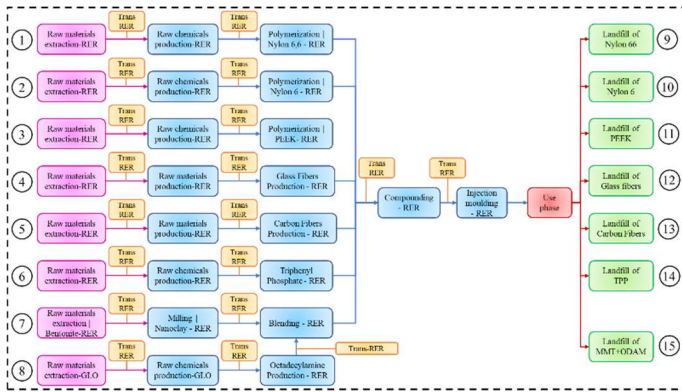 Trans
RER
Trans
RER
1
Raw materials
extraction-RER
Raw chemicals
production-RER
Polymerization |
Nylon 6,6 - RER
Landfill of
Nylon 66
9
Trans
RER
Trans
RER
2
Raw materials
extraction-RER
Raw chemicals
production-RER
Polymerization |
Nylon 6 - RER
Landfill of
Nylon 6
10
Trans
RER
Trans
RER
3
Raw materials
extraction-RER
Raw chemicals
production-RER
Polymerization |
PEEK- RER
Landfill of
PEEK
11
Trans
RER
Trans
RER
Trans
RER
Trans
RER
4
Raw materials
extraction-RER
Raw materials
production-RER
Glass Fibers
Production - RER
Landfill of
Glass fibers
12
Compounding
- RER
Injection
moulding
- RER
Use
phase
Trans
RER
Trans
RER
5
Raw materials
extraction-RER
Raw materials
production-RER
Carbon Fibers
Production - RER
Landfill of
Carbon Fibers
13
Trans
RER
Trans
RER
6
Raw materials
extraction-RER
Raw chemicals
production-RER
Triphenyl
Phosphate - RER
Landfill of
TPP
14
Trans
RER
Trans
RER
7
Raw materials
extraction |
Bentonite-RER
Milling |
Nanoclay - RER
Blending - RER
Landfill of
MMT+ODAM
15
Trans
RER
Trans
RER
Trans-RER
8
Raw materials
extraction-GLO
Raw chemicals
production-GLO
Octadecylamine
Production - RER